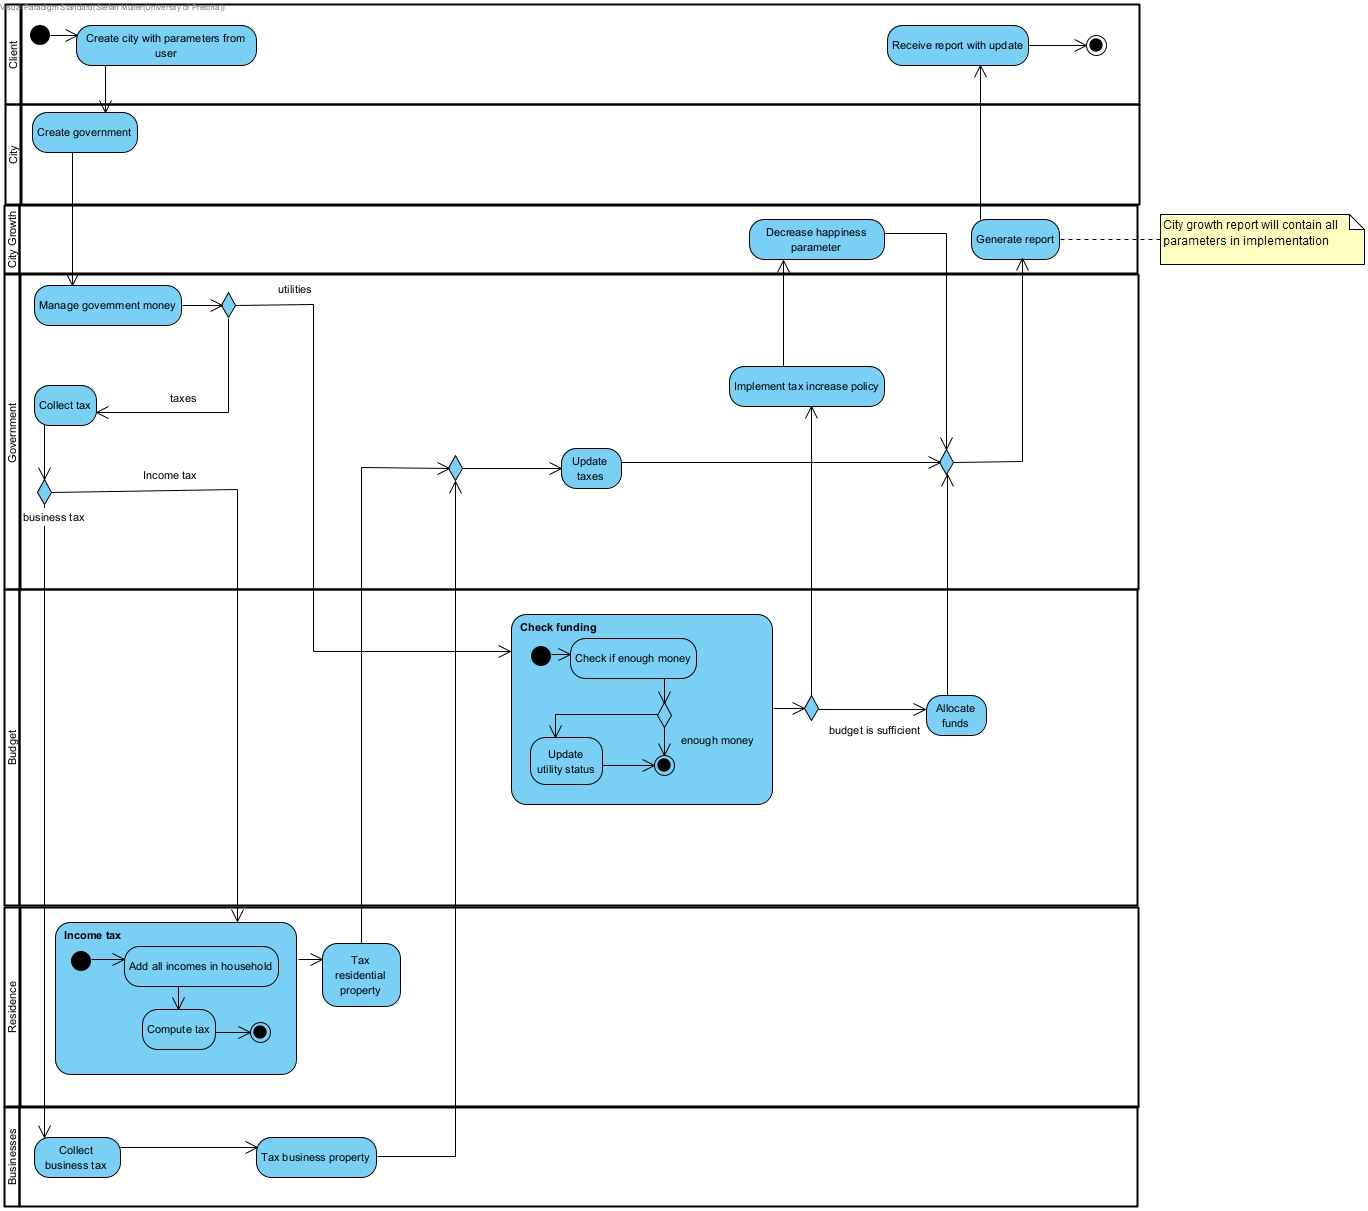 Visual Paradigm Standard(Stefan Muller(University of Pretoria))
Client
Create city with parameters from
user
Receive report with update
City
Create government
City Growth
Decrease happiness
parameter
Generate report
City growth report will contain all
parameters in implementation
Government
Manage government money
utilities
Collect tax
taxes
Implement tax increase policy
Income tax
business tax
Update
taxes
Budget
Check funding
Check if enough money
enough money
Update
utility status
budget is sufficient
Allocate
funds
Residence
Income tax
Add all incomes in household
Compute tax
Tax
residential
property
Businesses
Collect
business tax
Tax business property